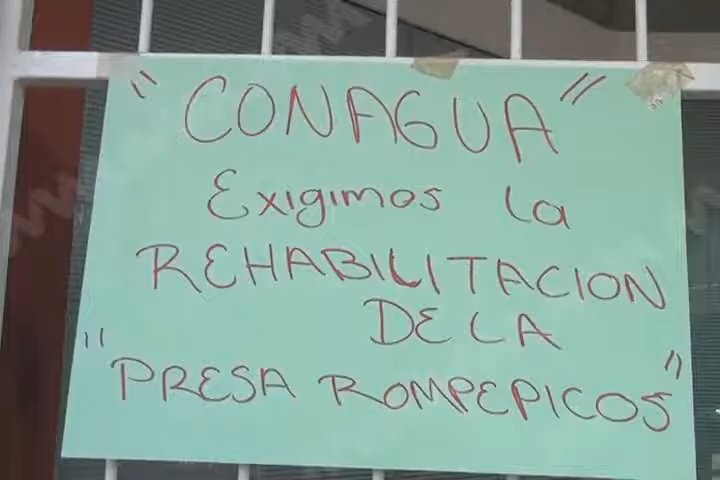 "CONAGUA"
Exigimos la
REHABILITACION
DE LA
"PRESA ROMPEPICOS"